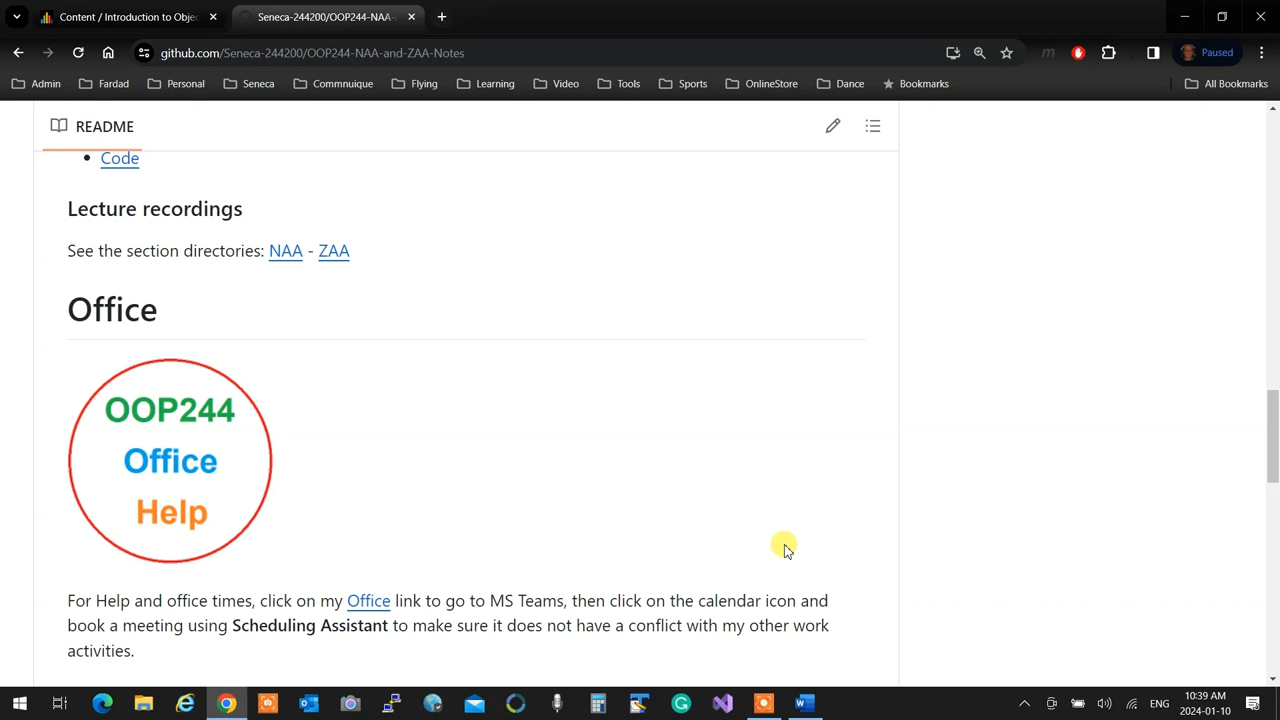 Content / Introduction to Obje
Seneca-244200/OOP244-NAA-
github.com/Seneca-244200/OOP244-NAA-and-ZAA-Notes
Paused
Admin
Fardad
Personal
Seneca
Commnuique
Flying
Learning
Video
Tools
Sports
OnlineStore
Dance
Bookmarks
All Bookmarks
README
Code
Lecture recordings
See the section directories: NAA - ZAA
Office
OOP244
Office
Help
For Help and office times, click on my Office link to go to MS Teams, then click on the calendar icon and
book a meeting using Scheduling Assistant to make sure it does not have a conflict with my other work
activities.
ENG
10:39 AM
2024-01-10